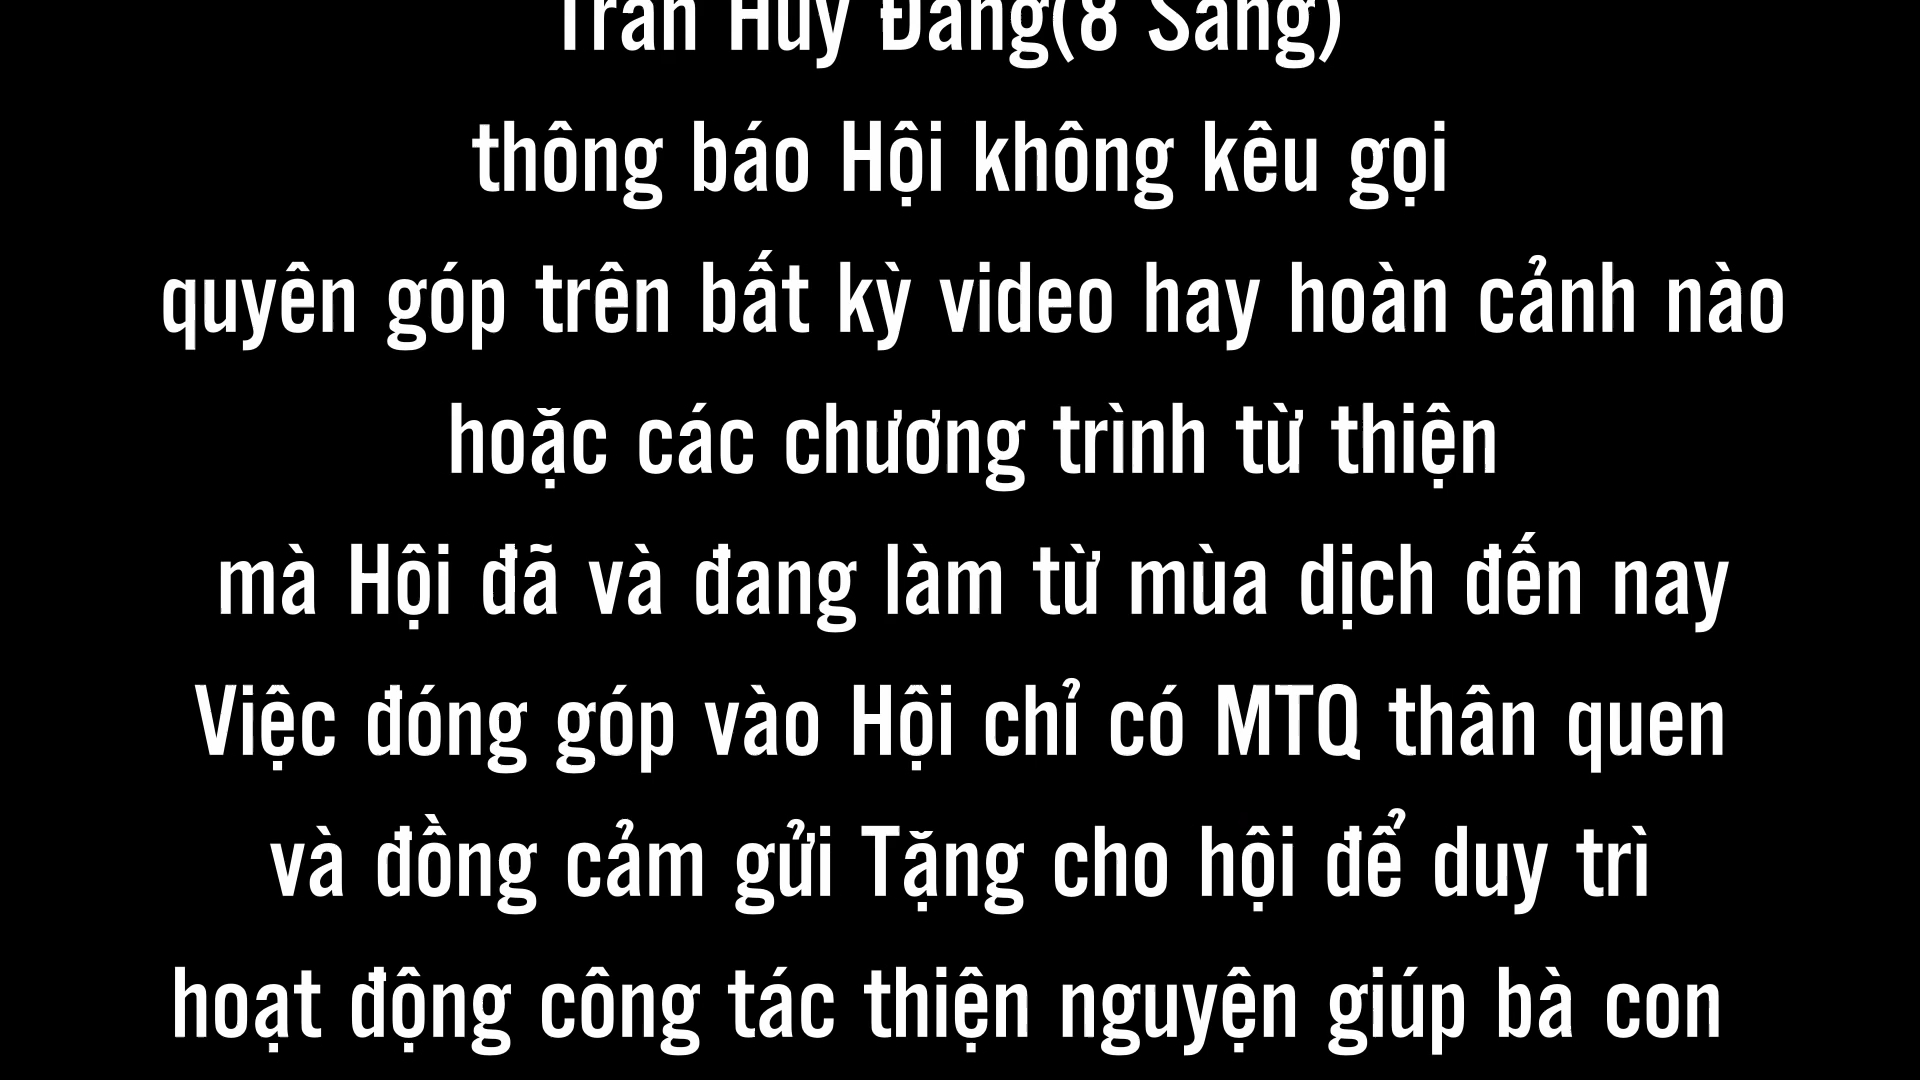 Huy (8 Sang)
thông báo Hội không kêu gọi
quyên góp trên bất kỳ video hay hoàn cảnh nào
hoặc các chương trình từ thiện
mà Hội đã và đang làm từ mùa dịch đến nay
Việc đóng góp vào Hội chỉ có MTQ thân quen
và đồng cảm gửi Tặng cho hội để duy trì
hoạt động công tác thiện nguyện giúp bà con